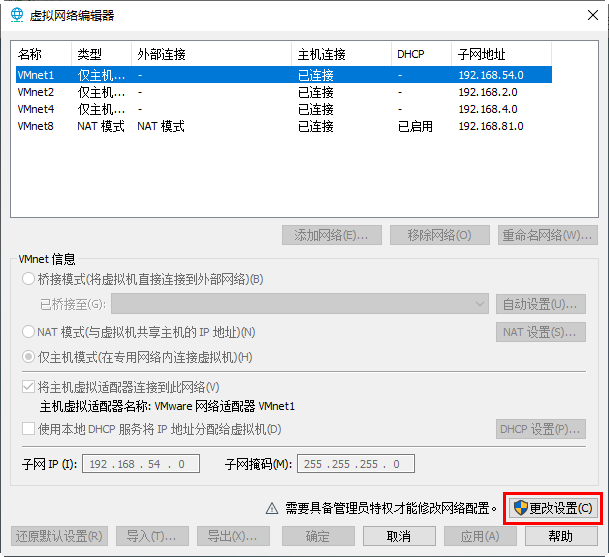 虚拟网络编辑器
名称 类型 外部连接 主机连接 DHCP 子网地址
VMnet1 仅主机... - 已连接 - 192.168.54.0
VMnet2 仅主机... - 已连接 - 192.168.2.0
VMnet4 仅主机... - 已连接 - 192.168.4.0
VMnet8 NAT 模式 NAT 模式 已连接 已启用 192.168.81.0
添加网络(E)... 移除网络(O) 重命名网络(W)...
VMnet 信息
桥接模式(将虚拟机直接连接到外部网络)(B)
已桥接至(G): 自动设置(U)...
NAT 模式(与虚拟机共享主机的 IP 地址)(N) NAT 设置(S)...
仅主机模式(在专用网络内连接虚拟机)(H)
将主机虚拟适配器连接到此网络(V)
主机虚拟适配器名称: VMware 网络适配器 VMnet1
使用本地 DHCP 服务将 IP 地址分配给虚拟机(D) DHCP 设置(P)...
子网 IP (I): 192 . 168 . 54 . 0 子网掩码(M): 255 . 255 . 255 . 0
需要具备管理员特权才能修改网络配置。 更改设置(C)
还原默认设置(R) 导入(T)... 导出(X)... 确定 取消 应用(A) 帮助